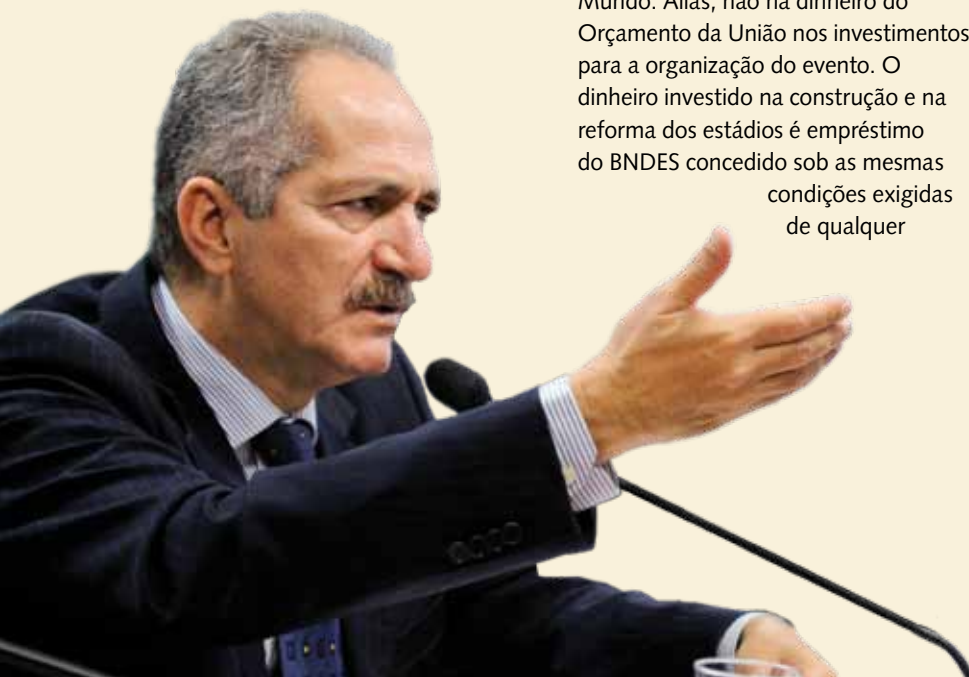 Mundo. Aliás, não há dinheiro do
Orçamento da União nos investimentos
para a organização do evento. O
dinheiro investido na construção e na
reforma dos estádios é empréstimo
do BNDES concedido sob as mesmas
condições exigidas
de qualquer